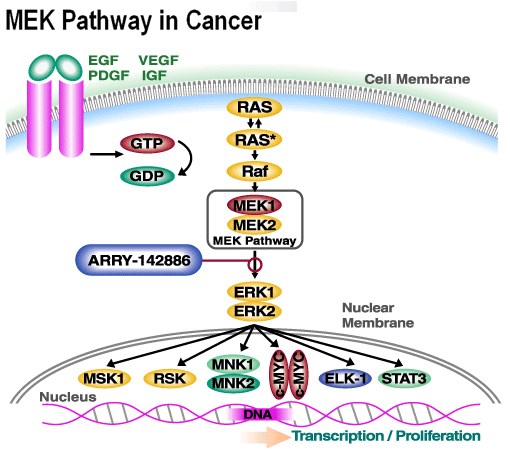 MEK Pathway in Cancer
EGF VEGF
PDGF IGF
Cell Membrane
RAS
GTP
RAS*
GDP
Raf
MEK1
MEK2
MEK Pathway
ARRY-142886
ERK1
ERK2
Nuclear
Membrane
MSK1
RSK
MNK1
MNK2
c-MYC
c-MYC
ELK-1
STAT3
Nucleus
DNA
Transcription / Proliferation